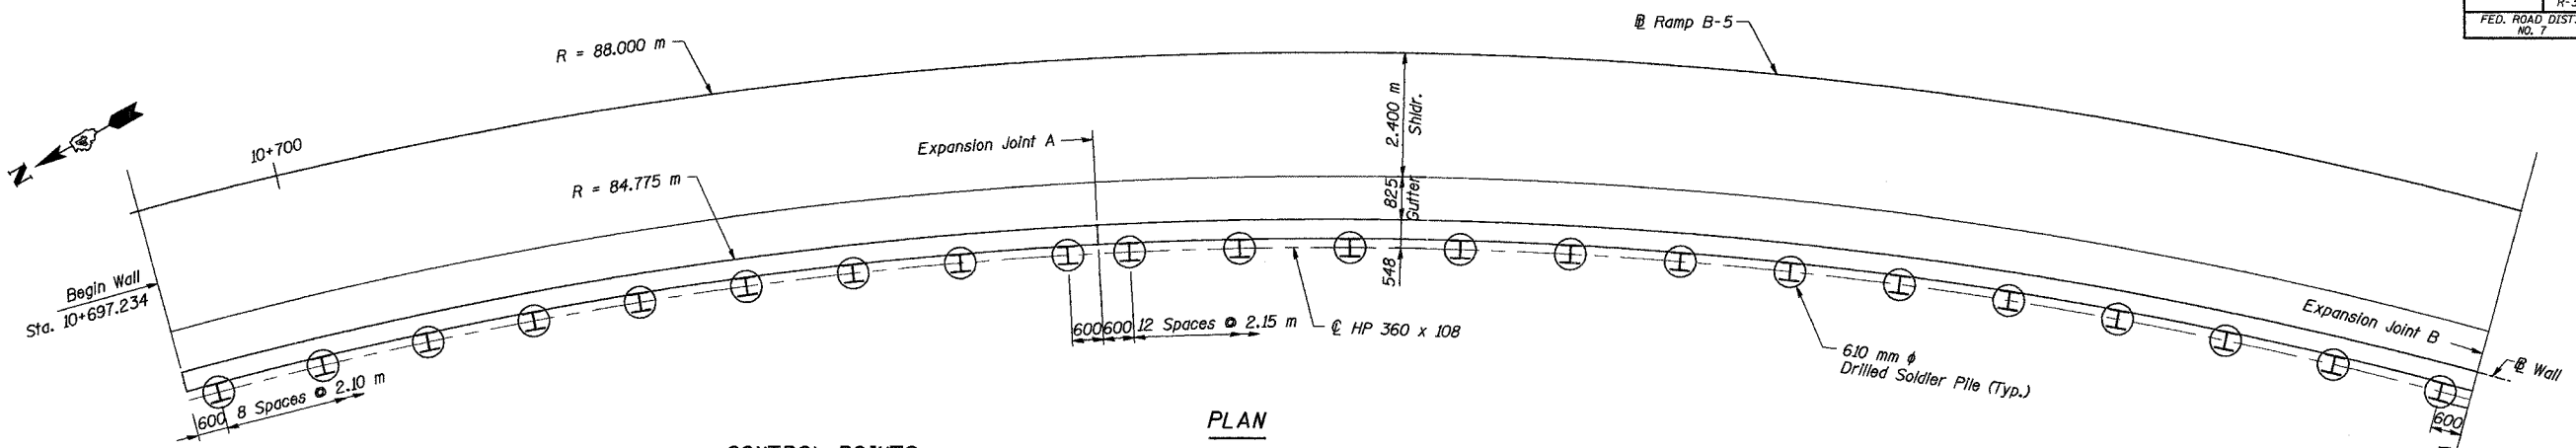 R-3
FED. ROAD DIST.
NO. 7
℄ Ramp B-5
R = 88.000 m
N
10+700
Expansion Joint A
R = 84.775 m
2.400 m
Shldr.
825
Gutter
548
Begin Wall
Sta. 10+697.234
600 8 Spaces @ 2.10 m
600 600 12 Spaces @ 2.15 m
℄ HP 360 x 108
610 mm φ
Drilled Soldier Pile (Typ.)
Expansion Joint B
Wall
600
PLAN